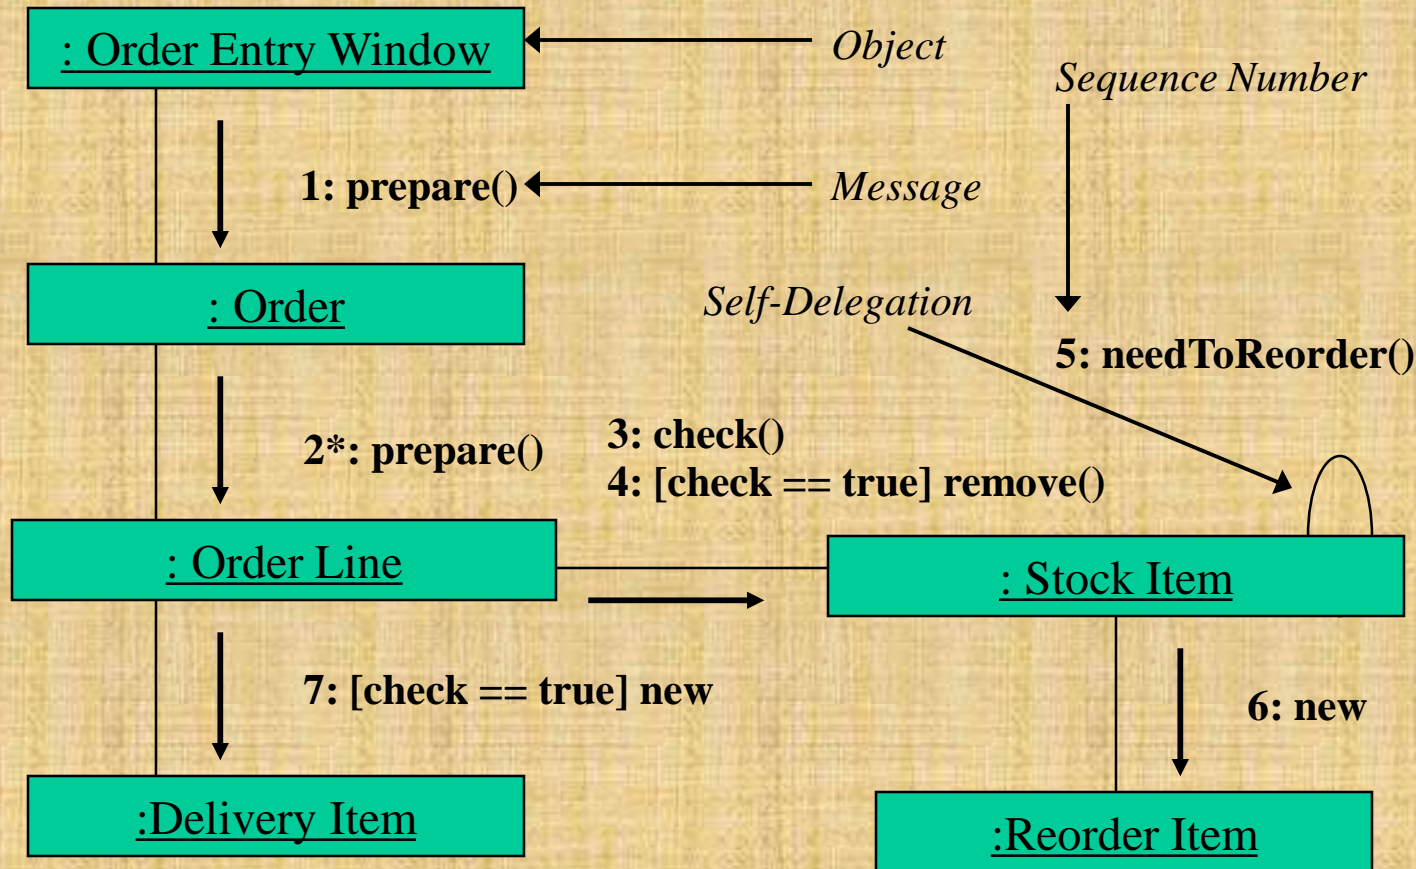 : Order Entry Window
Object
Sequence Number
1: prepare()
Message
: Order
Self-Delegation
5: needToReorder()
2*: prepare()
3: check()
4: [check == true] remove()
: Order Line
: Stock Item
7: [check == true] new
6: new
:Delivery Item
:Reorder Item